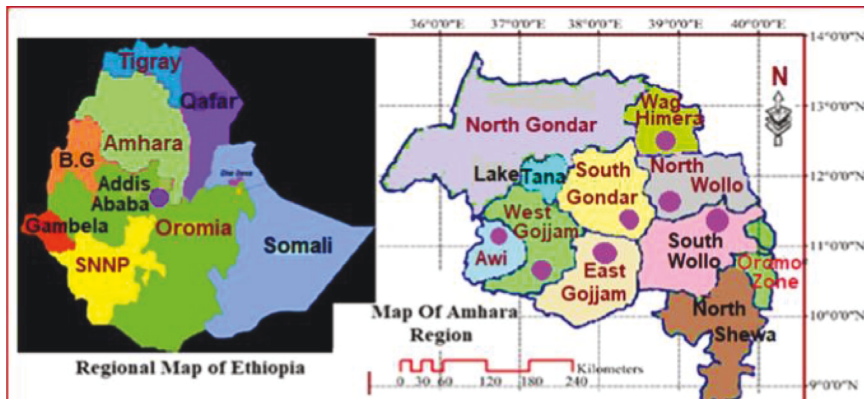 Tigray
Qafar
Amhara
B.G
Addis
Ababa
Dire Dawa
Gambela
Oromia
Somali
SNNP
Regional Map of Ethiopia
36°0'0"E 37°0'0"E 38°0'0"E 39°0'0"E 40°0'0"E
14°0'0"N
13°0'0"N
12°0'0"N
11°0'0"N
10°0'0"N
9°0'0"N
N
North Gondar
Wag
Himera
Lake Tana
South
Gondar
North
Wollo
West
Gojjam
Awi
East
Gojjam
South
Wollo
Oromo
Zone
North
Shewa
Map Of Amhara
Region
Kilometers
0 30 60 120 180 240